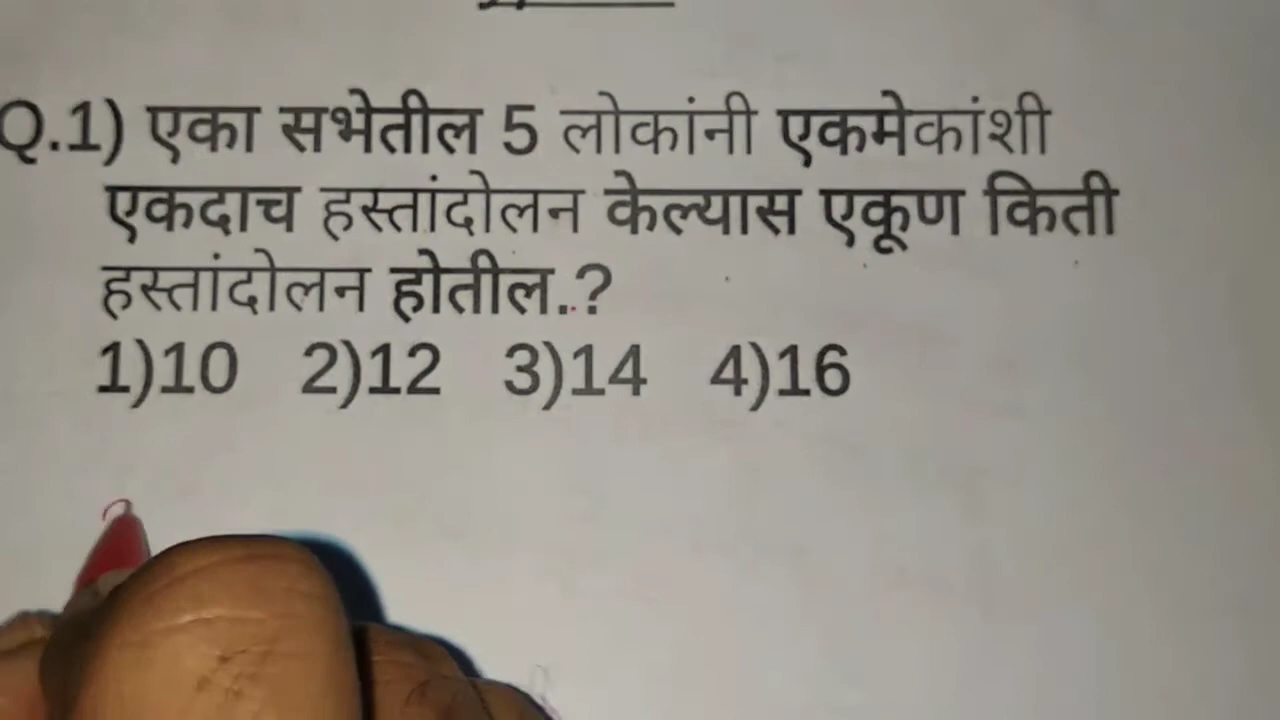 Q.1) एका सभेतील 5 लोकांनी एकमेकांशी
एकदाच हस्तांदोलन केल्यास एकूण किती
हस्तांदोलन होतील..?
1)10 2)12 3)14 4)16